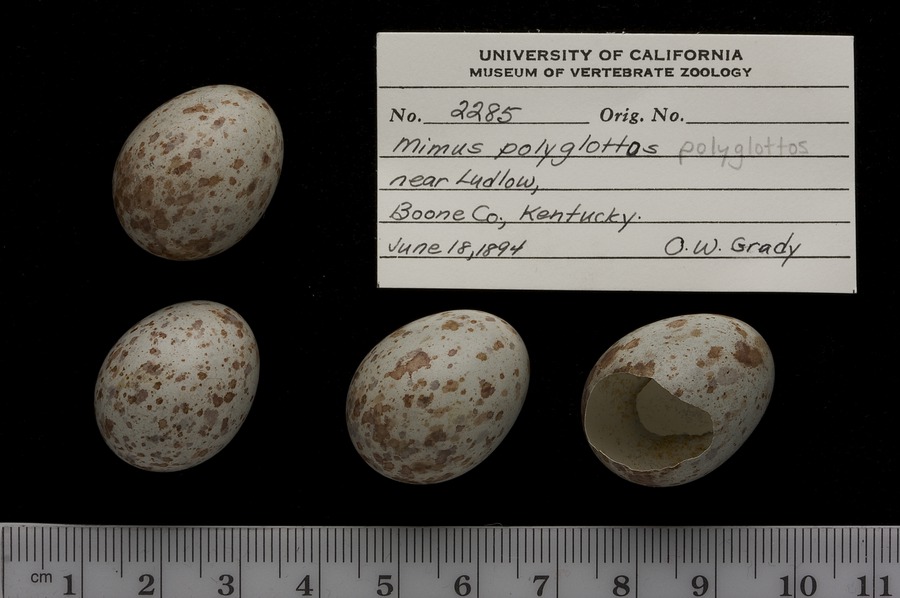 UNIVERSITY OF CALIFORNIA
MUSEUM OF VERTEBRATE ZOOLOGY
No. 2285 Orig. No.
Mimus polyglottos polyglottos
near Ludlow,
Boone Co., Kentucky.
June 18, 1894 O.W. Grady
cm 1 2 3 4 5 6 7 8 9 10 11